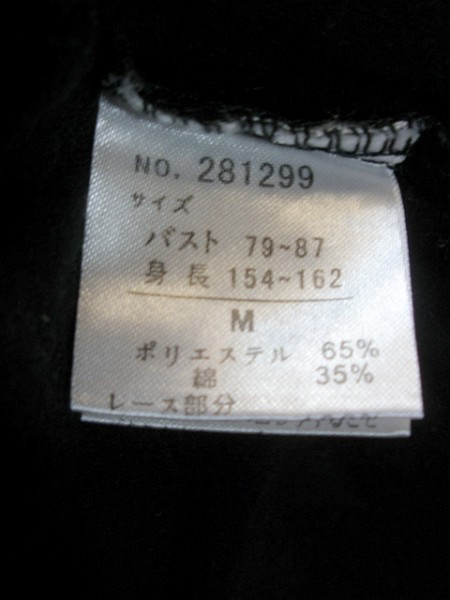 NO. 281299
サイズ
バスト 79~87
身長 154~162
M
ポリエステル 65%
綿 35%
レース部分